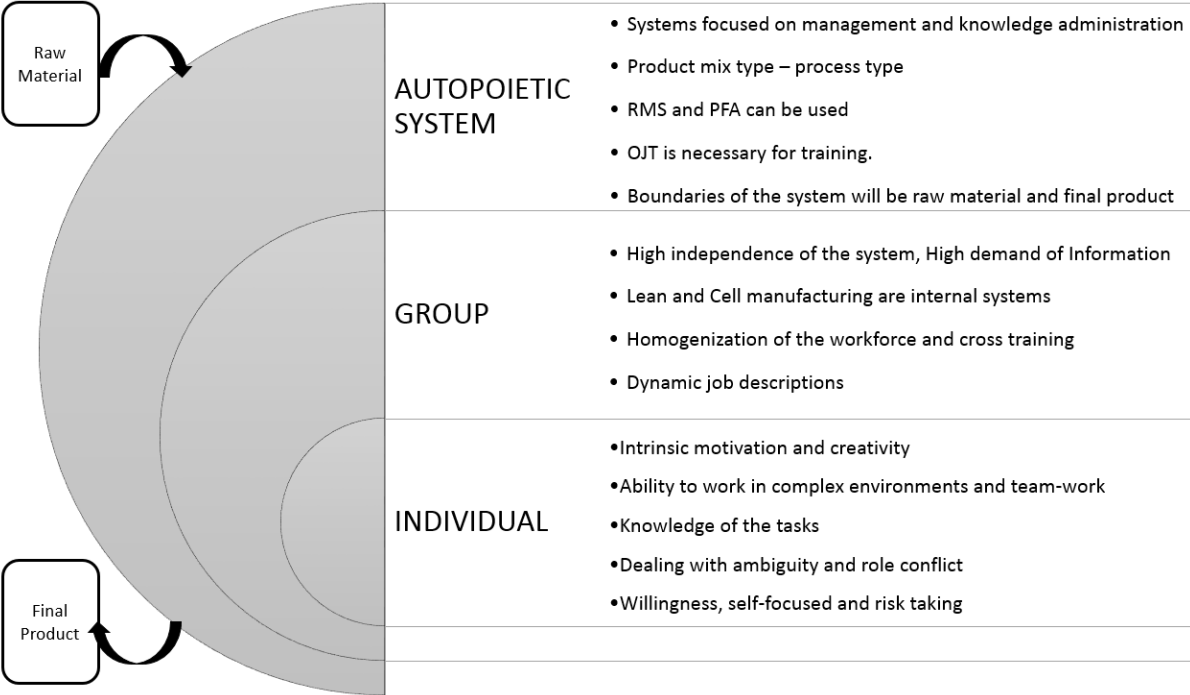 Raw
Material
AUTOPOIETIC
SYSTEM
• Systems focused on management and knowledge administration
• Product mix type – process type
• RMS and PFA can be used
• OJT is necessary for training.
• Boundaries of the system will be raw material and final product
GROUP
• High independence of the system, High demand of Information
• Lean and Cell manufacturing are internal systems
• Homogenization of the workforce and cross training
• Dynamic job descriptions
INDIVIDUAL
•Intrinsic motivation and creativity
•Ability to work in complex environments and team-work
•Knowledge of the tasks
•Dealing with ambiguity and role conflict
•Willingness, self-focused and risk taking
Final
Product